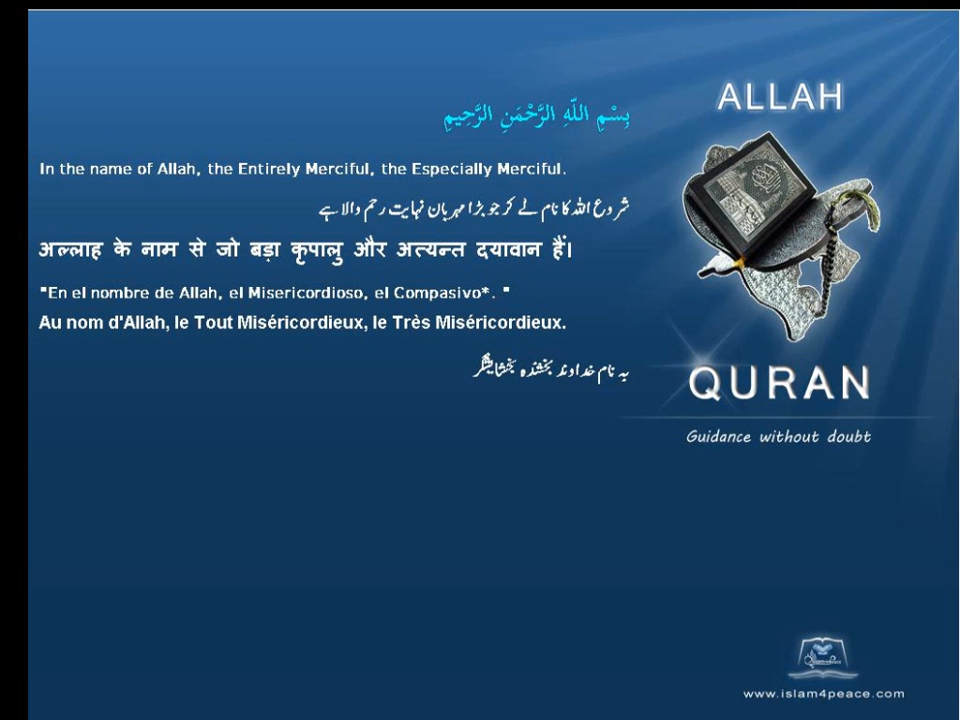 بِسْمِ اللّهِ الرَّحْمَنِ الرَّحِيمِ
In the name of Allah, the Entirely Merciful, the Especially Merciful.
شروع اللہ کا نام لے کر جو بڑا مہربان نہایت رحم والا ہے
अल्लाह के नाम से जो बड़ा कृपालु और अत्यन्त दयावान हैं।
"En el nombre de Allah, el Misericordioso, el Compasivo*. "
Au nom d'Allah, le Tout Miséricordieux, le Très Miséricordieux.
به نام خداوند بخشنده بخشایشگر
ALLAH
QURAN
Guidance without doubt
www.islam4peace.com